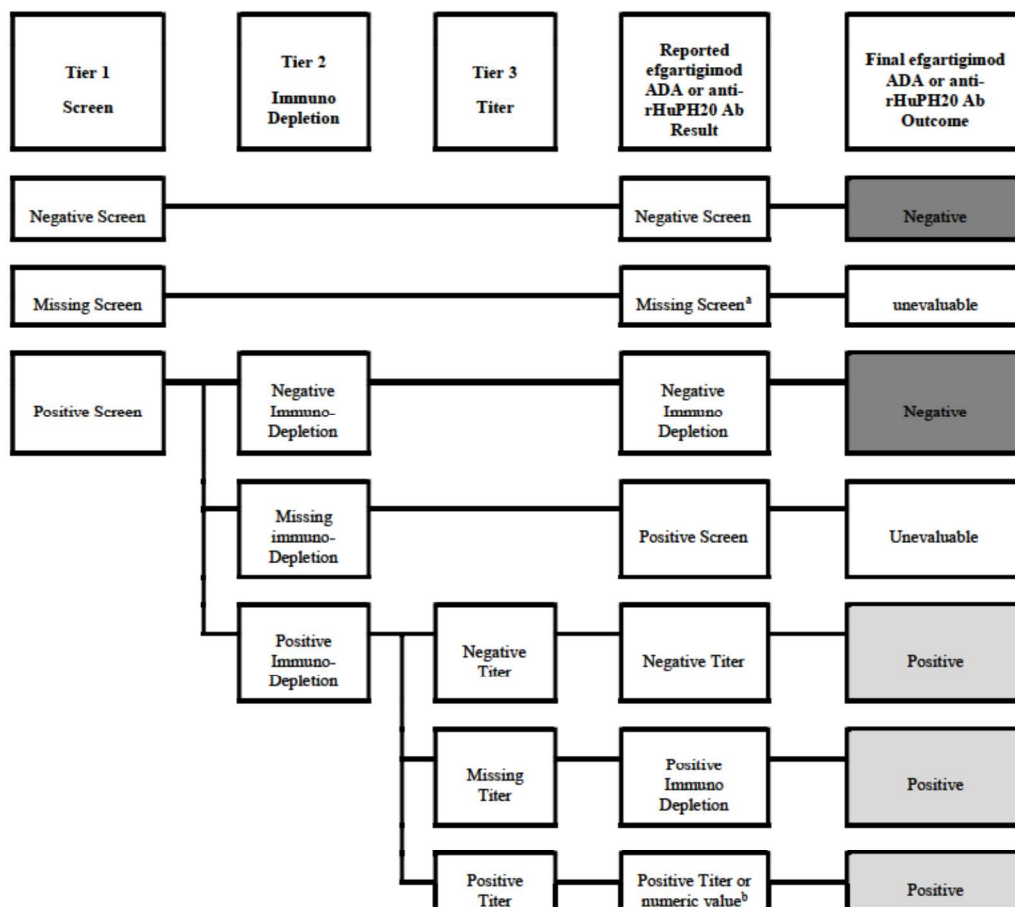 Tier 1
Screen
Tier 2
Immuno
Depletion
Tier 3
Titer
Reported
efgartigimod
ADA or anti-
rHuPH20 Ab
Result
Final efgartigimod
ADA or anti-
rHuPH20 Ab
Outcome
Negative Screen
Negative Screen
Negative
Missing Screen
Missing Screenᵃ
unevaluable
Positive Screen
Negative
Immuno-
Depletion
Negative
Immuno
Depletion
Negative
Missing
immuno-
Depletion
Positive Screen
Unevaluable
Positive
Immuno-
Depletion
Negative
Titer
Negative Titer
Positive
Missing
Titer
Positive
Immuno
Depletion
Positive
Positive
Titer
Positive Titer or
numeric valueᵇ
Positive